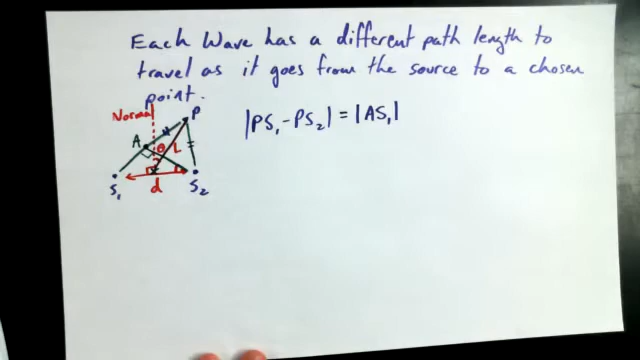 Each Wave has a different path length to
travel as it goes from the source to a chosen
point.
Normal
P
|PS₁ - PS₂| = |AS₁|
A
θ
L
S₁
d
S₂